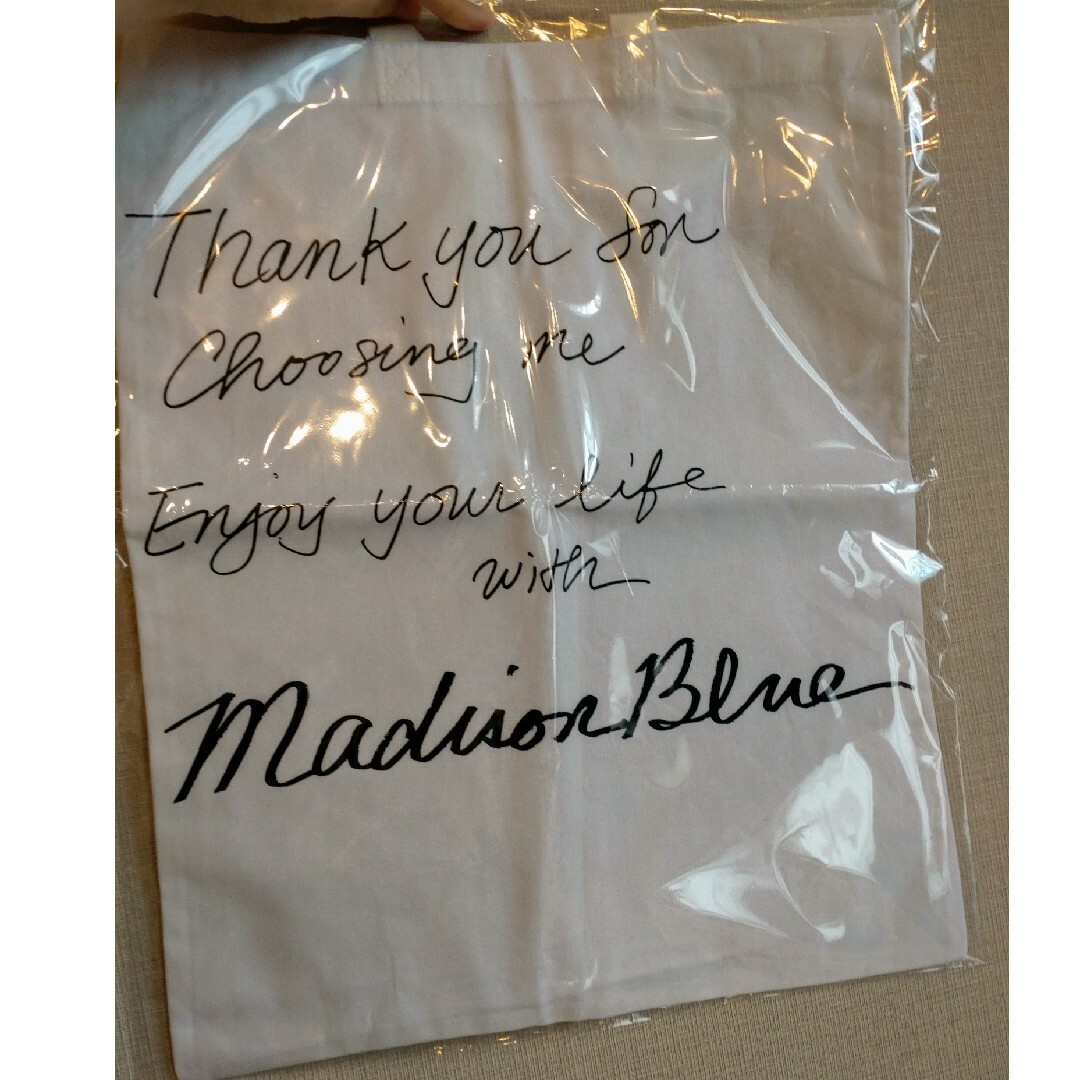 Thank you for
Choosing me
Enjoy your life
with
MadisonBlue